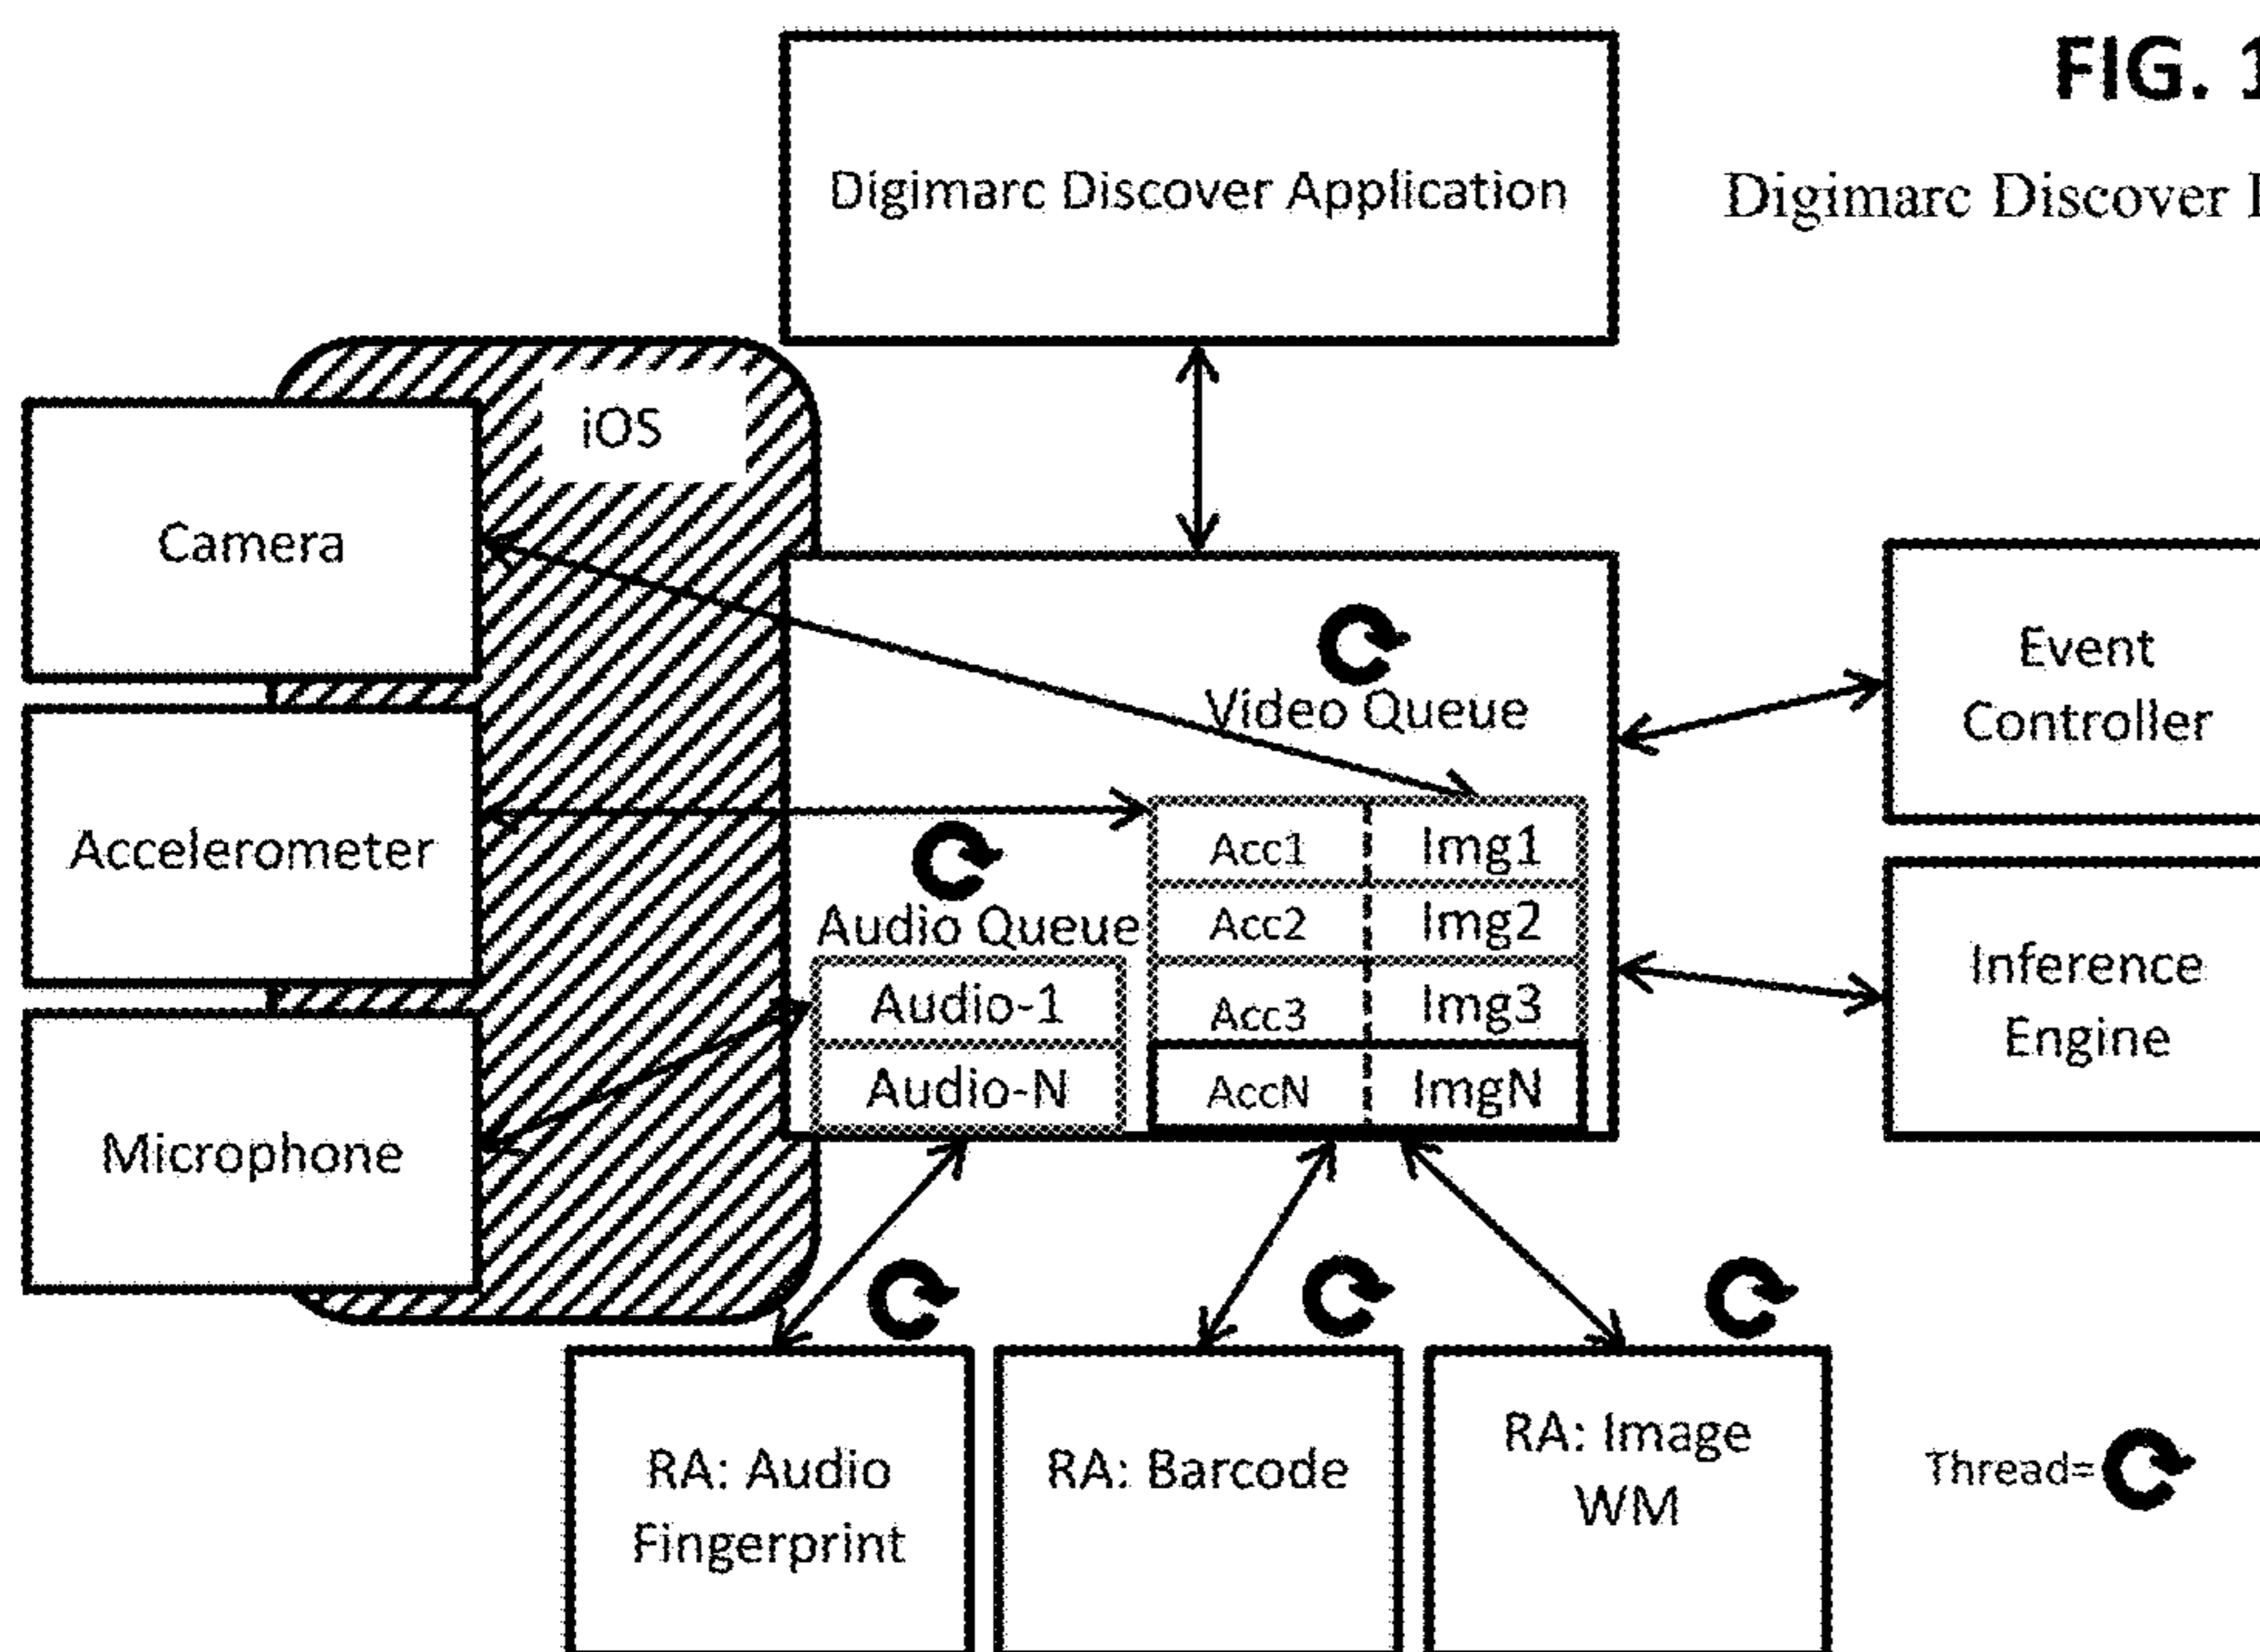 FIG. 1
Digimarc Discover Application
Digimarc Discover
iOS
Camera
Video Queue
Event
Controller
Accelerometer
Acc1 Img1
Audio Queue
Acc2 Img2
Audio-1
Acc3 Img3
Audio-N
AccN ImgN
Inference
Engine
Microphone
RA: Audio
Fingerprint
RA: Barcode
RA: Image
WM
Thread=